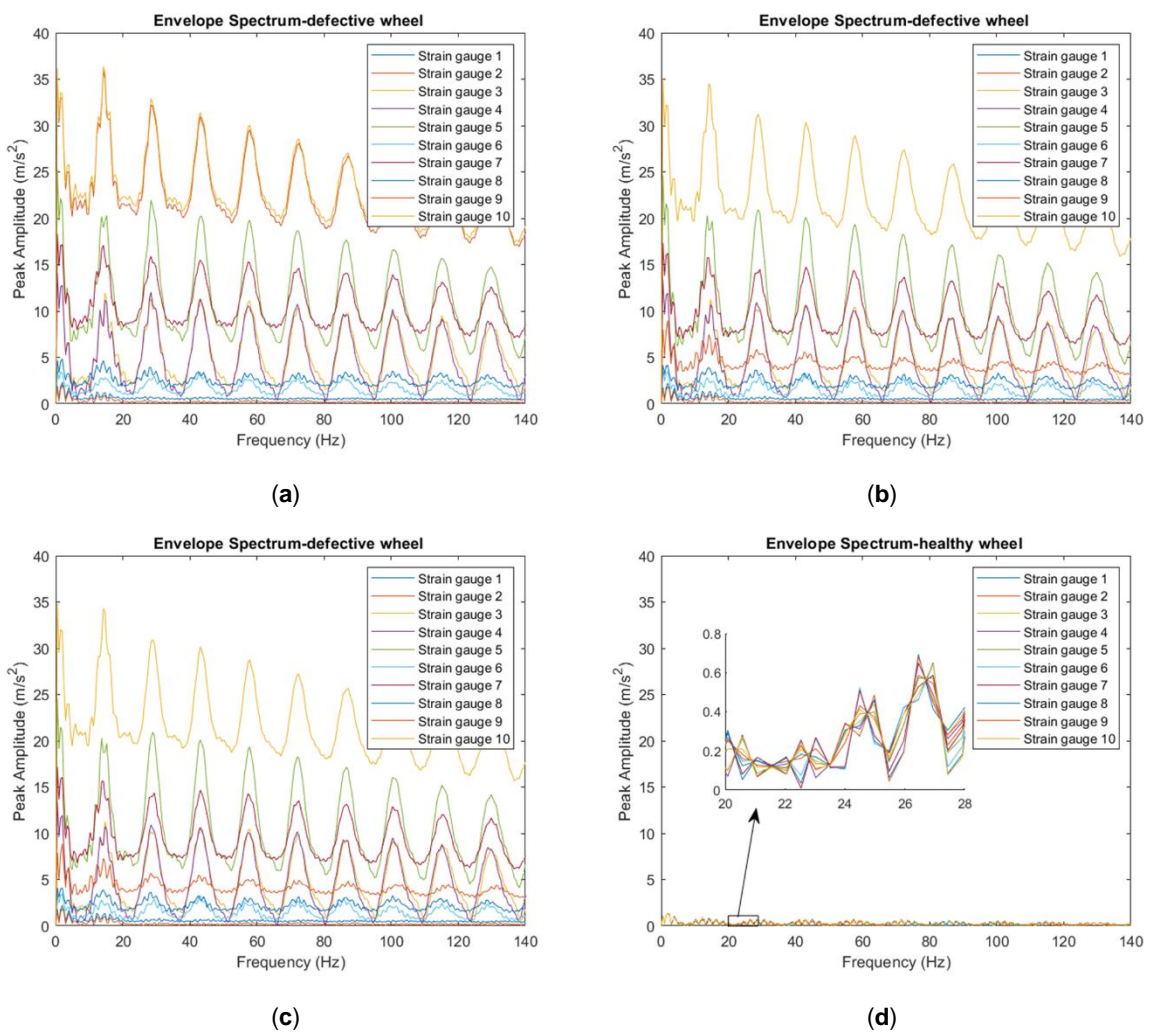 Envelope Spectrum-defective wheel
40
35
30
25
20
15
10
5
0
Peak Amplitude (m/s²)
0 20 40 60 80 100 120 140
Frequency (Hz)
Strain gauge 1
Strain gauge 2
Strain gauge 3
Strain gauge 4
Strain gauge 5
Strain gauge 6
Strain gauge 7
Strain gauge 8
Strain gauge 9
Strain gauge 10
(a)
Envelope Spectrum-defective wheel
40
35
30
25
20
15
10
5
0
Peak Amplitude (m/s²)
0 20 40 60 80 100 120 140
Frequency (Hz)
Strain gauge 1
Strain gauge 2
Strain gauge 3
Strain gauge 4
Strain gauge 5
Strain gauge 6
Strain gauge 7
Strain gauge 8
Strain gauge 9
Strain gauge 10
(b)
Envelope Spectrum-defective wheel
40
35
30
25
20
15
10
5
0
Peak Amplitude (m/s²)
0 20 40 60 80 100 120 140
Frequency (Hz)
Strain gauge 1
Strain gauge 2
Strain gauge 3
Strain gauge 4
Strain gauge 5
Strain gauge 6
Strain gauge 7
Strain gauge 8
Strain gauge 9
Strain gauge 10
(c)
Envelope Spectrum-healthy wheel
40
35
30
25
20
15
10
5
0
Peak Amplitude (m/s²)
0 20 40 60 80 100 120 140
Frequency (Hz)
Strain gauge 1
Strain gauge 2
Strain gauge 3
Strain gauge 4
Strain gauge 5
Strain gauge 6
Strain gauge 7
Strain gauge 8
Strain gauge 9
Strain gauge 10
0.8
0.6
0.4
0.2
0
20 22 24 26 28
(d)